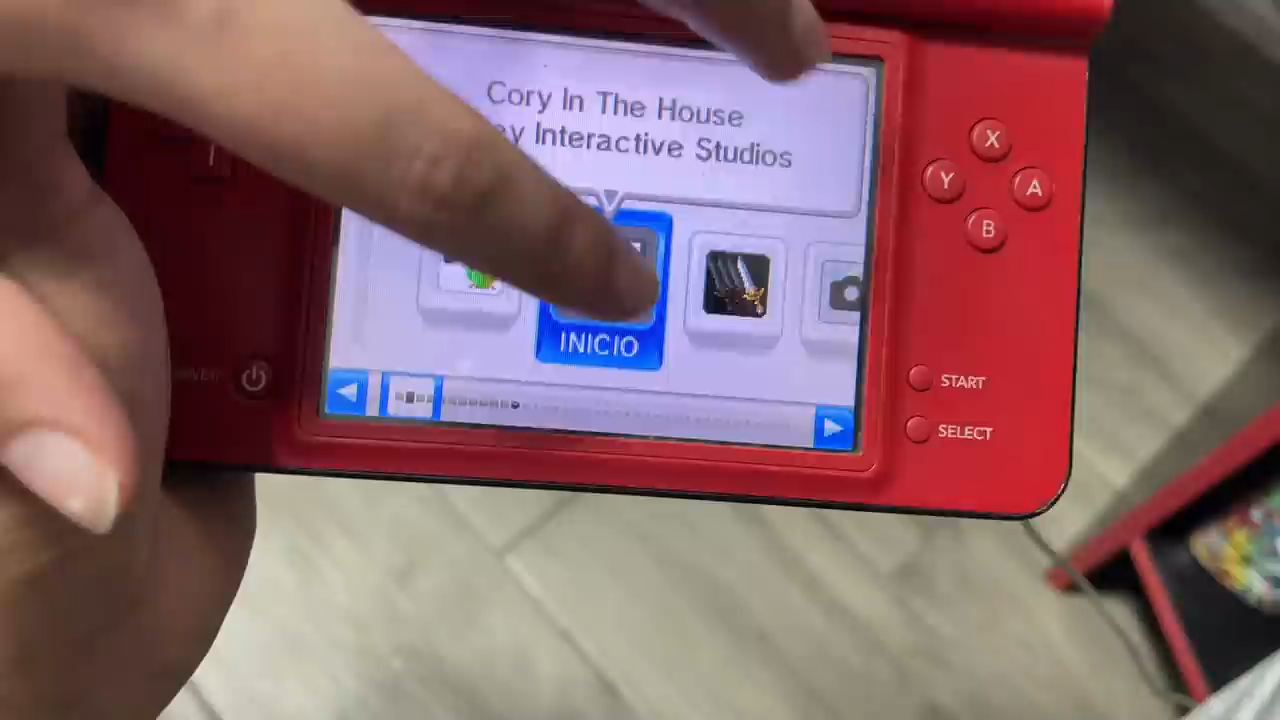 Cory In The House
Interactive Studios
INICIO
X
Y
A
B
START
SELECT